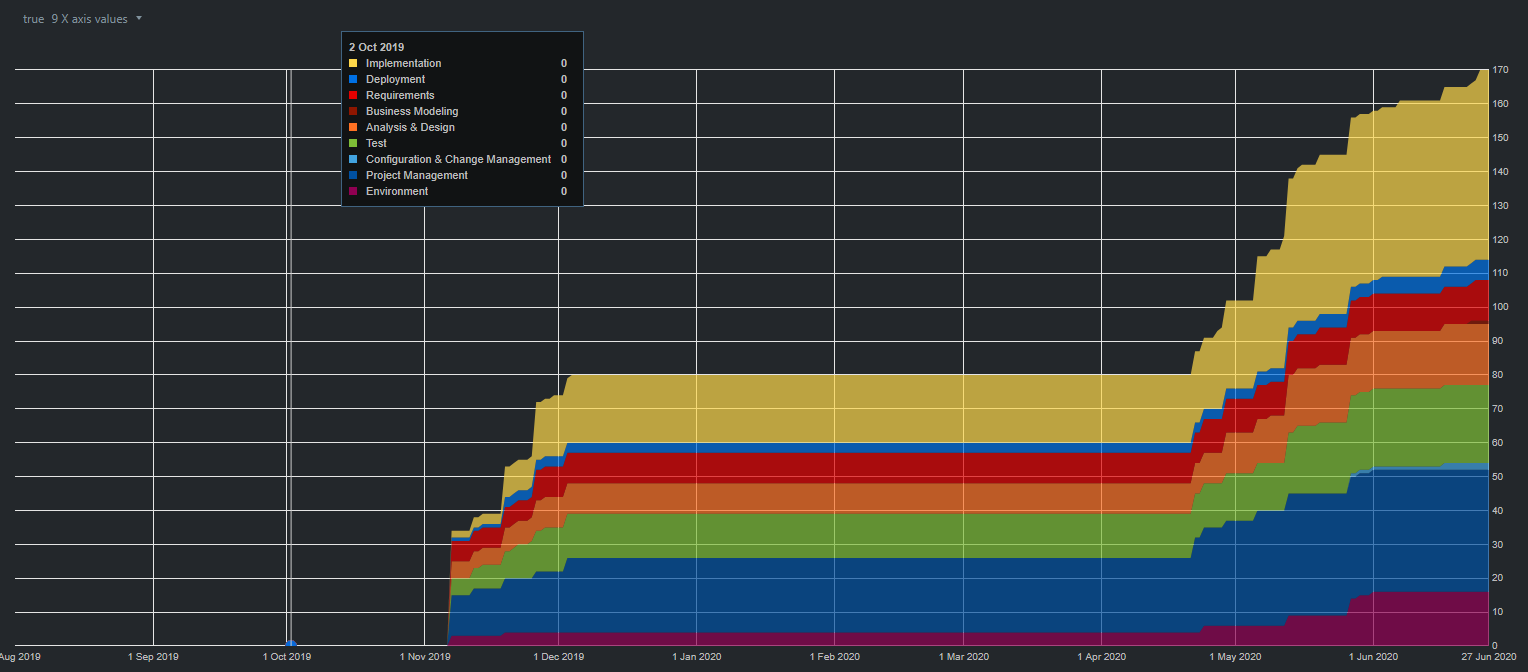 true 9 X axis values
2 Oct 2019
Implementation 0
Deployment 0
Requirements 0
Business Modeling 0
Analysis & Design 0
Test 0
Configuration & Change Management 0
Project Management 0
Environment 0
170
160
150
140
130
120
110
100
90
80
70
60
50
40
30
20
10
0
Aug 2019 1 Sep 2019 1 Oct 2019 1 Nov 2019 1 Dec 2019 1 Jan 2020 1 Feb 2020 1 Mar 2020 1 Apr 2020 1 May 2020 1 Jun 2020 27 Jun 2020